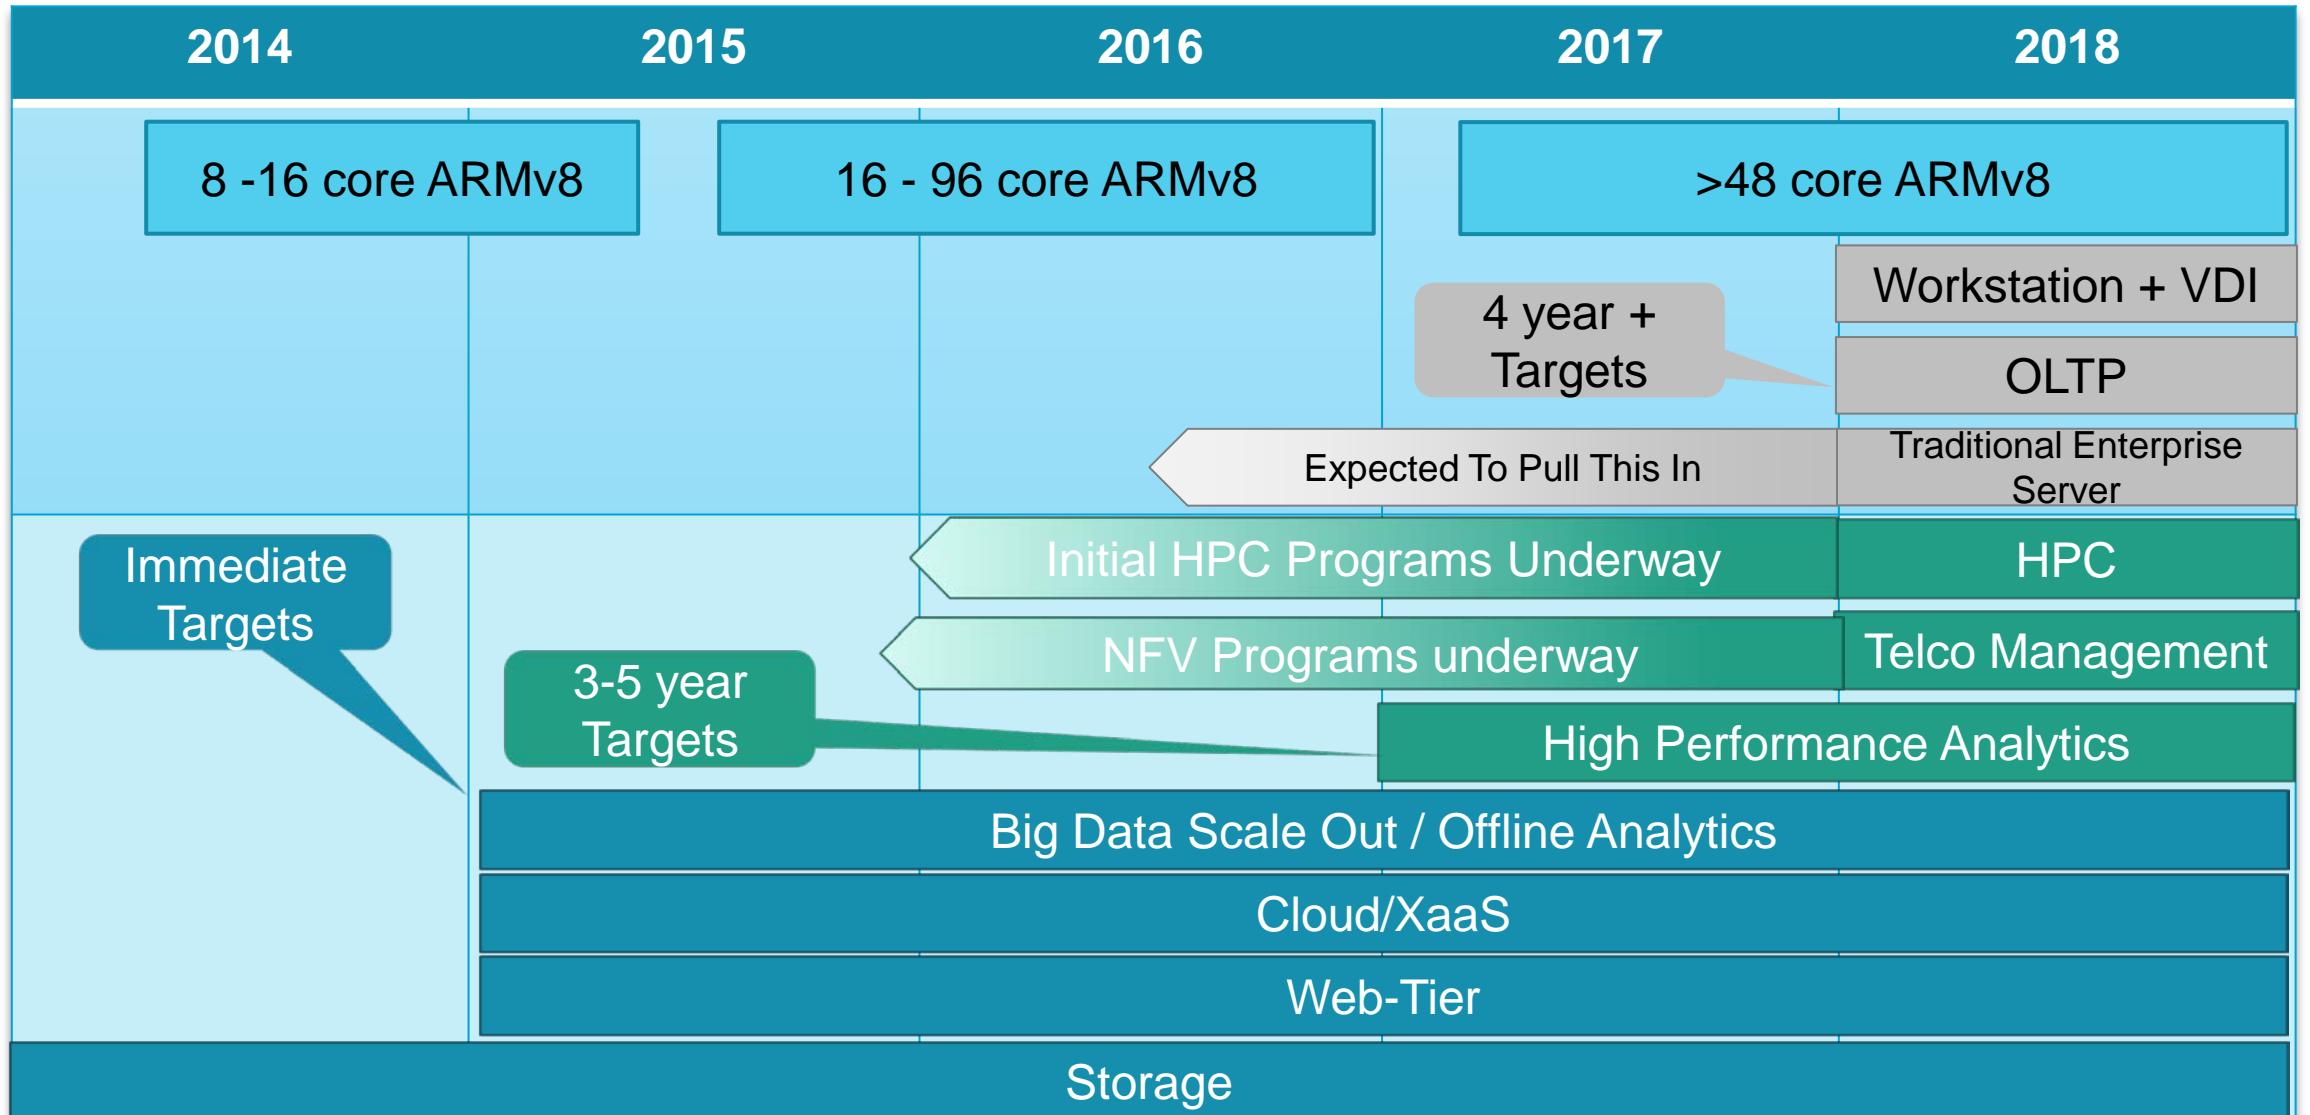 2014 2015 2016 2017 2018
8 -16 core ARMv8 16 - 96 core ARMv8 >48 core ARMv8
Workstation + VDI
4 year +
Targets
OLTP
Expected To Pull This In
Traditional Enterprise
Server
Immediate
Targets
Initial HPC Programs Underway
HPC
NFV Programs underway
Telco Management
3-5 year
Targets
High Performance Analytics
Big Data Scale Out / Offline Analytics
Cloud/XaaS
Web-Tier
Storage